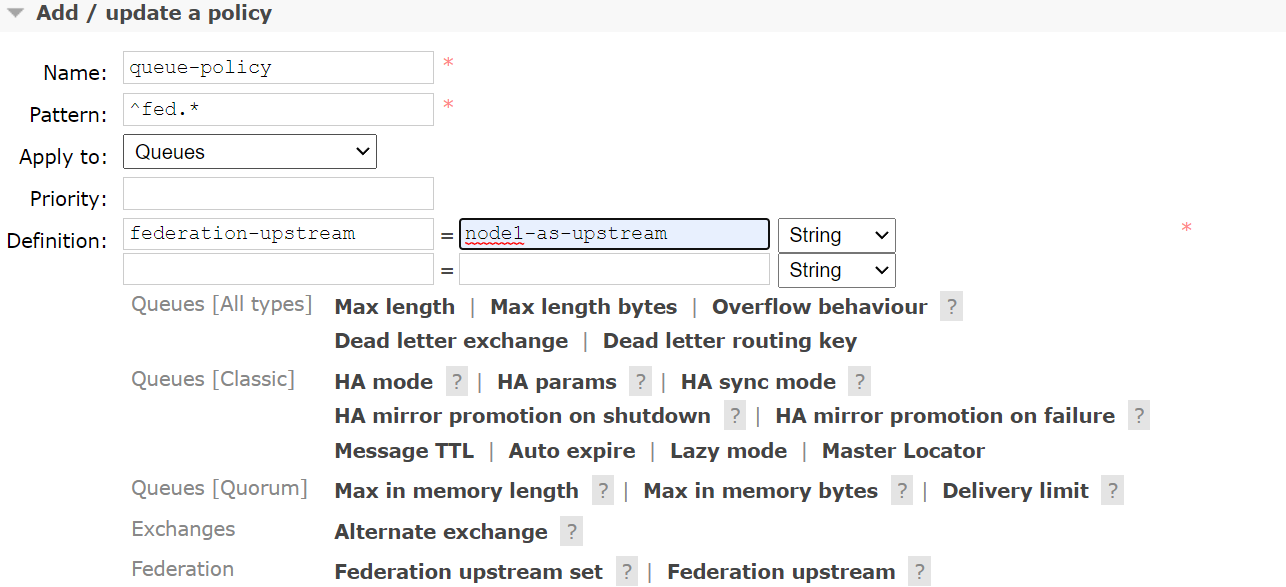 Add / update a policy
Name: queue-policy *
Pattern: ^fed.* *
Apply to: Queues
Priority:
Definition: federation-upstream = node1-as-upstream String *
= String
Queues [All types] Max length | Max length bytes | Overflow behaviour ?
Dead letter exchange | Dead letter routing key
Queues [Classic] HA mode ? | HA params ? | HA sync mode ?
HA mirror promotion on shutdown ? | HA mirror promotion on failure ?
Message TTL | Auto expire | Lazy mode | Master Locator
Queues [Quorum] Max in memory length ? | Max in memory bytes ? | Delivery limit ?
Exchanges Alternate exchange ?
Federation Federation upstream set ? | Federation upstream ?